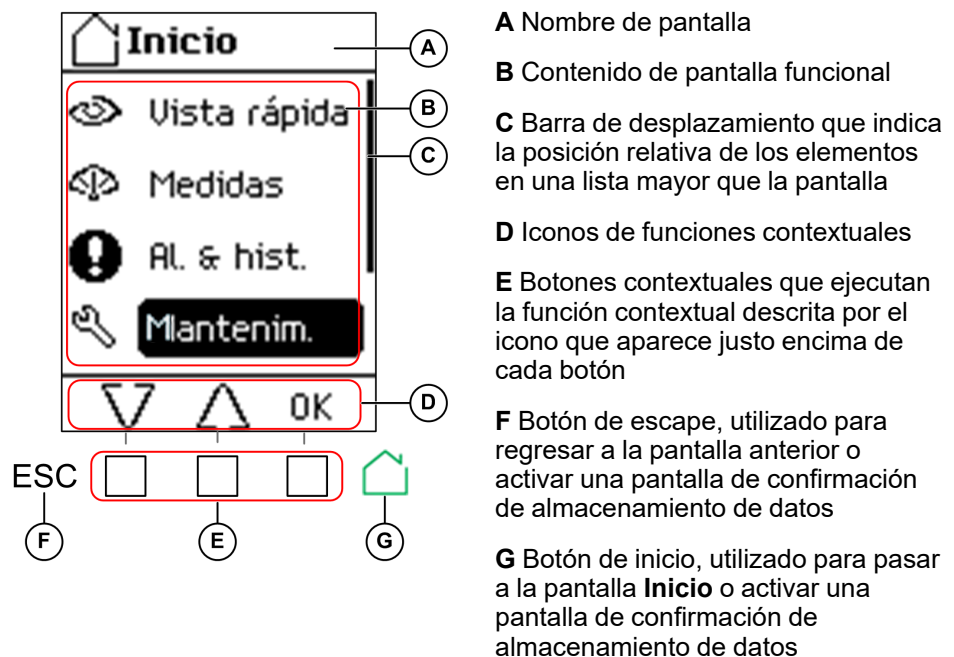 Inicio
A
Vista rápida
B
C
Medidas
Al. & hist.
Mantenim.
OK
D
ESC
F
E
G
A Nombre de pantalla
B Contenido de pantalla funcional
C Barra de desplazamiento que indica
la posición relativa de los elementos
en una lista mayor que la pantalla
D Iconos de funciones contextuales
E Botones contextuales que ejecutan
la función contextual descrita por el
icono que aparece justo encima de
cada botón
F Botón de escape, utilizado para
regresar a la pantalla anterior o
activar una pantalla de confirmación
de almacenamiento de datos
G Botón de inicio, utilizado para pasar
a la pantalla Inicio o activar una
pantalla de confirmación de
almacenamiento de datos